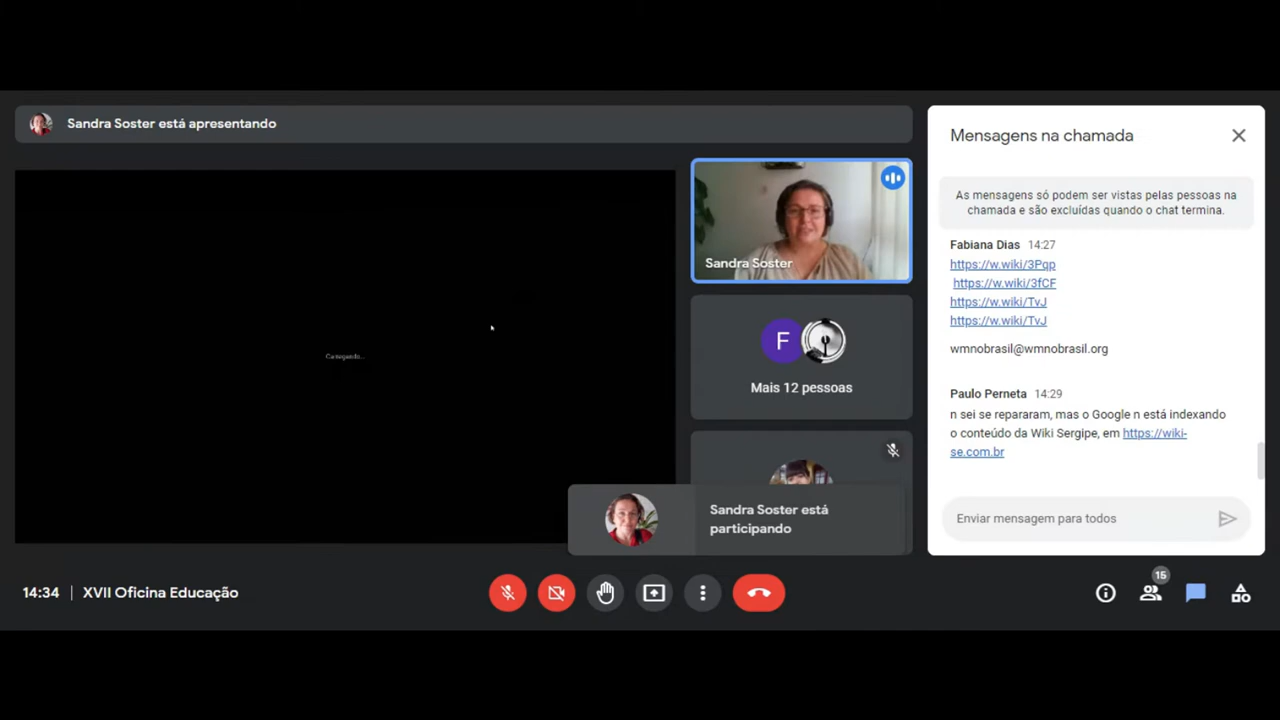 Sandra Soster está apresentando
Carregando...
Sandra Soster
F
Mais 12 pessoas
Sandra Soster está
participando
Mensagens na chamada
As mensagens só podem ser vistas pelas pessoas na
chamada e são excluídas quando o chat termina.
Fabiana Dias 14:27
https://w.wiki/3Pqp
https://w.wiki/3fCF
https://w.wiki/TvJ
https://w.wiki/TvJ
wmnobrasil@wmnobrasil.org
Paulo Perneta 14:29
n sei se repararam, mas o Google n está indexando
o conteúdo da Wiki Sergipe, em https://wiki-
se.com.br
Enviar mensagem para todos
14:34 | XVII Oficina Educação
15